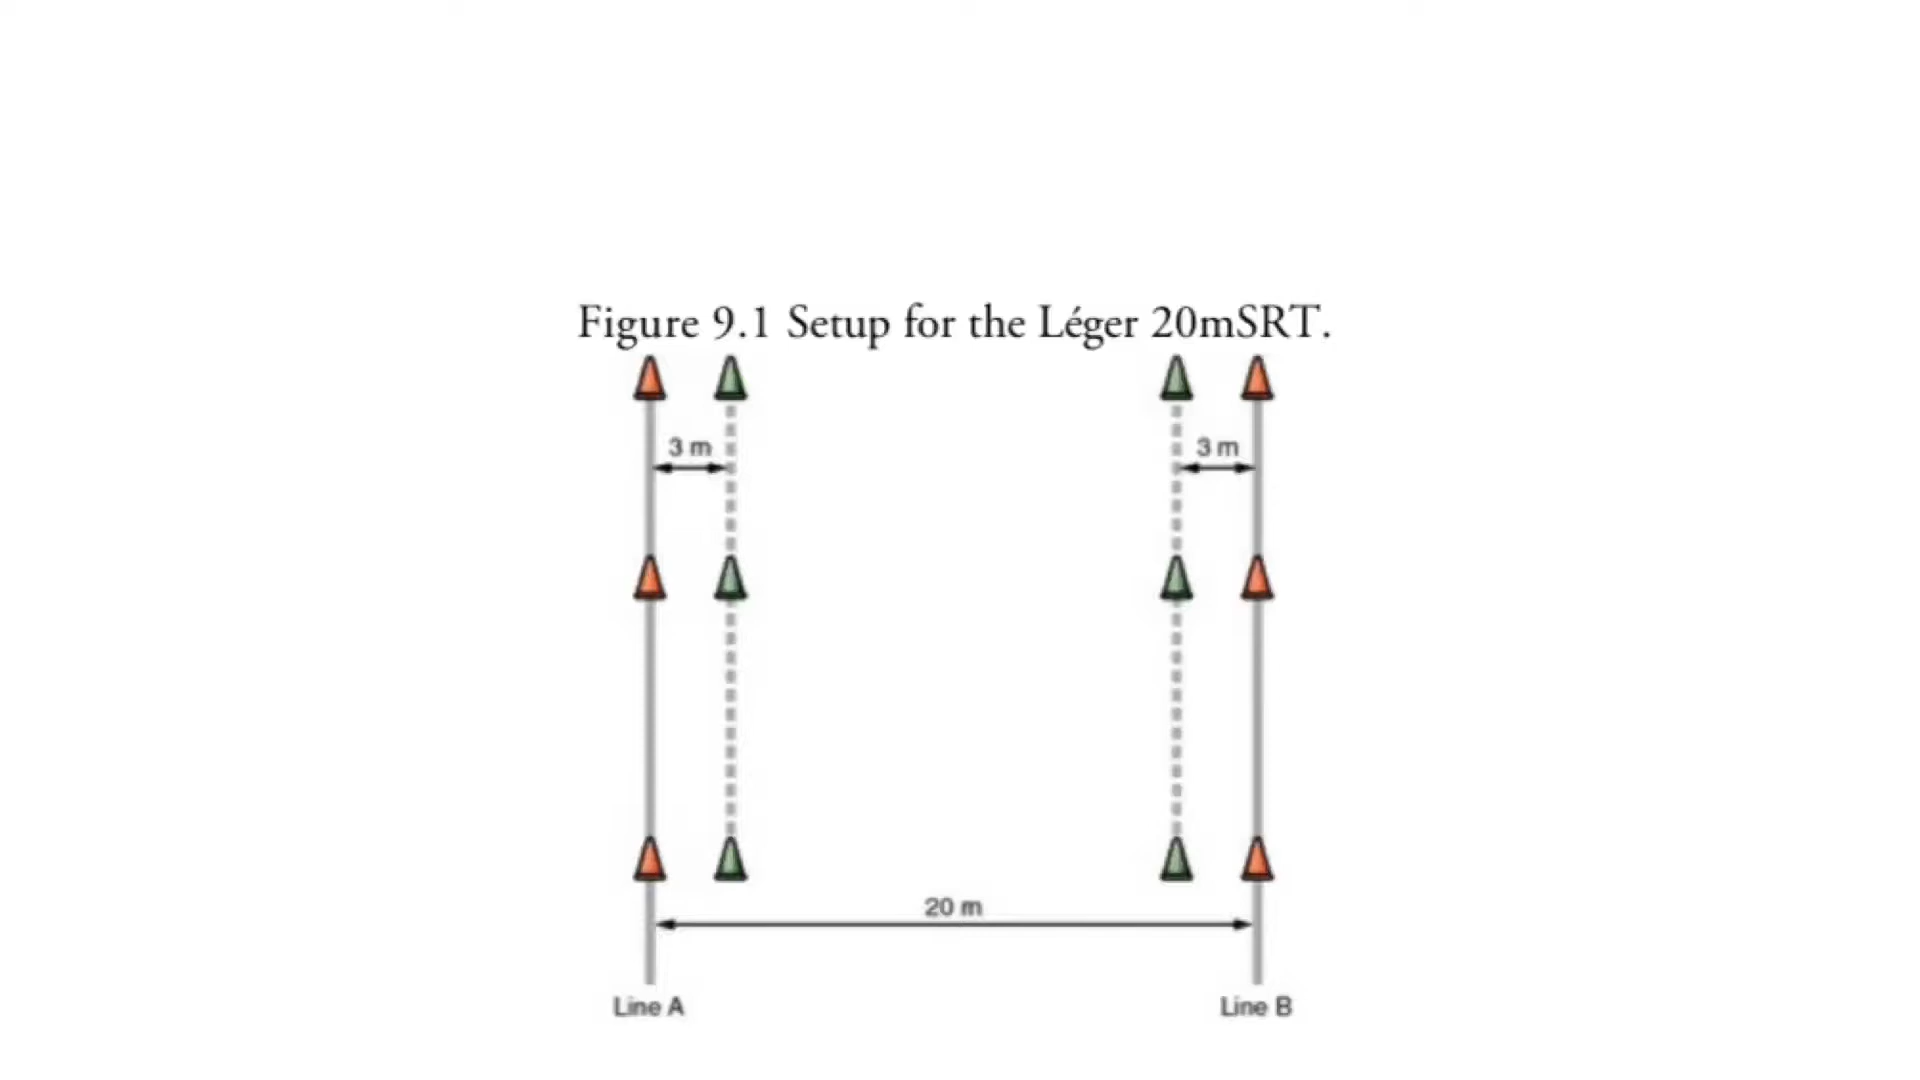 Figure 9.1 Setup for the Léger 20mSRT.
3 m
3 m
20 m
Line A
Line B